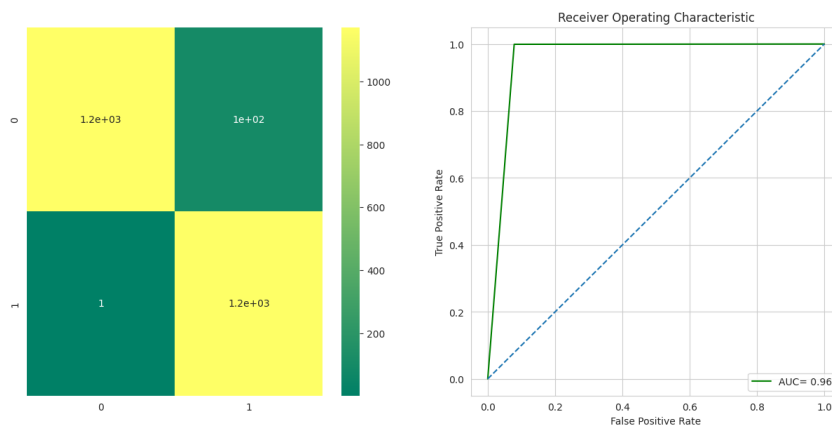 0
1
0
1
1.2e+03
1e+02
1
1.2e+03
1000
800
600
400
200
Receiver Operating Characteristic
True Positive Rate
1.0
0.8
0.6
0.4
0.2
0.0
AUC= 0.96
0.0 0.2 0.4 0.6 0.8 1.0
False Positive Rate